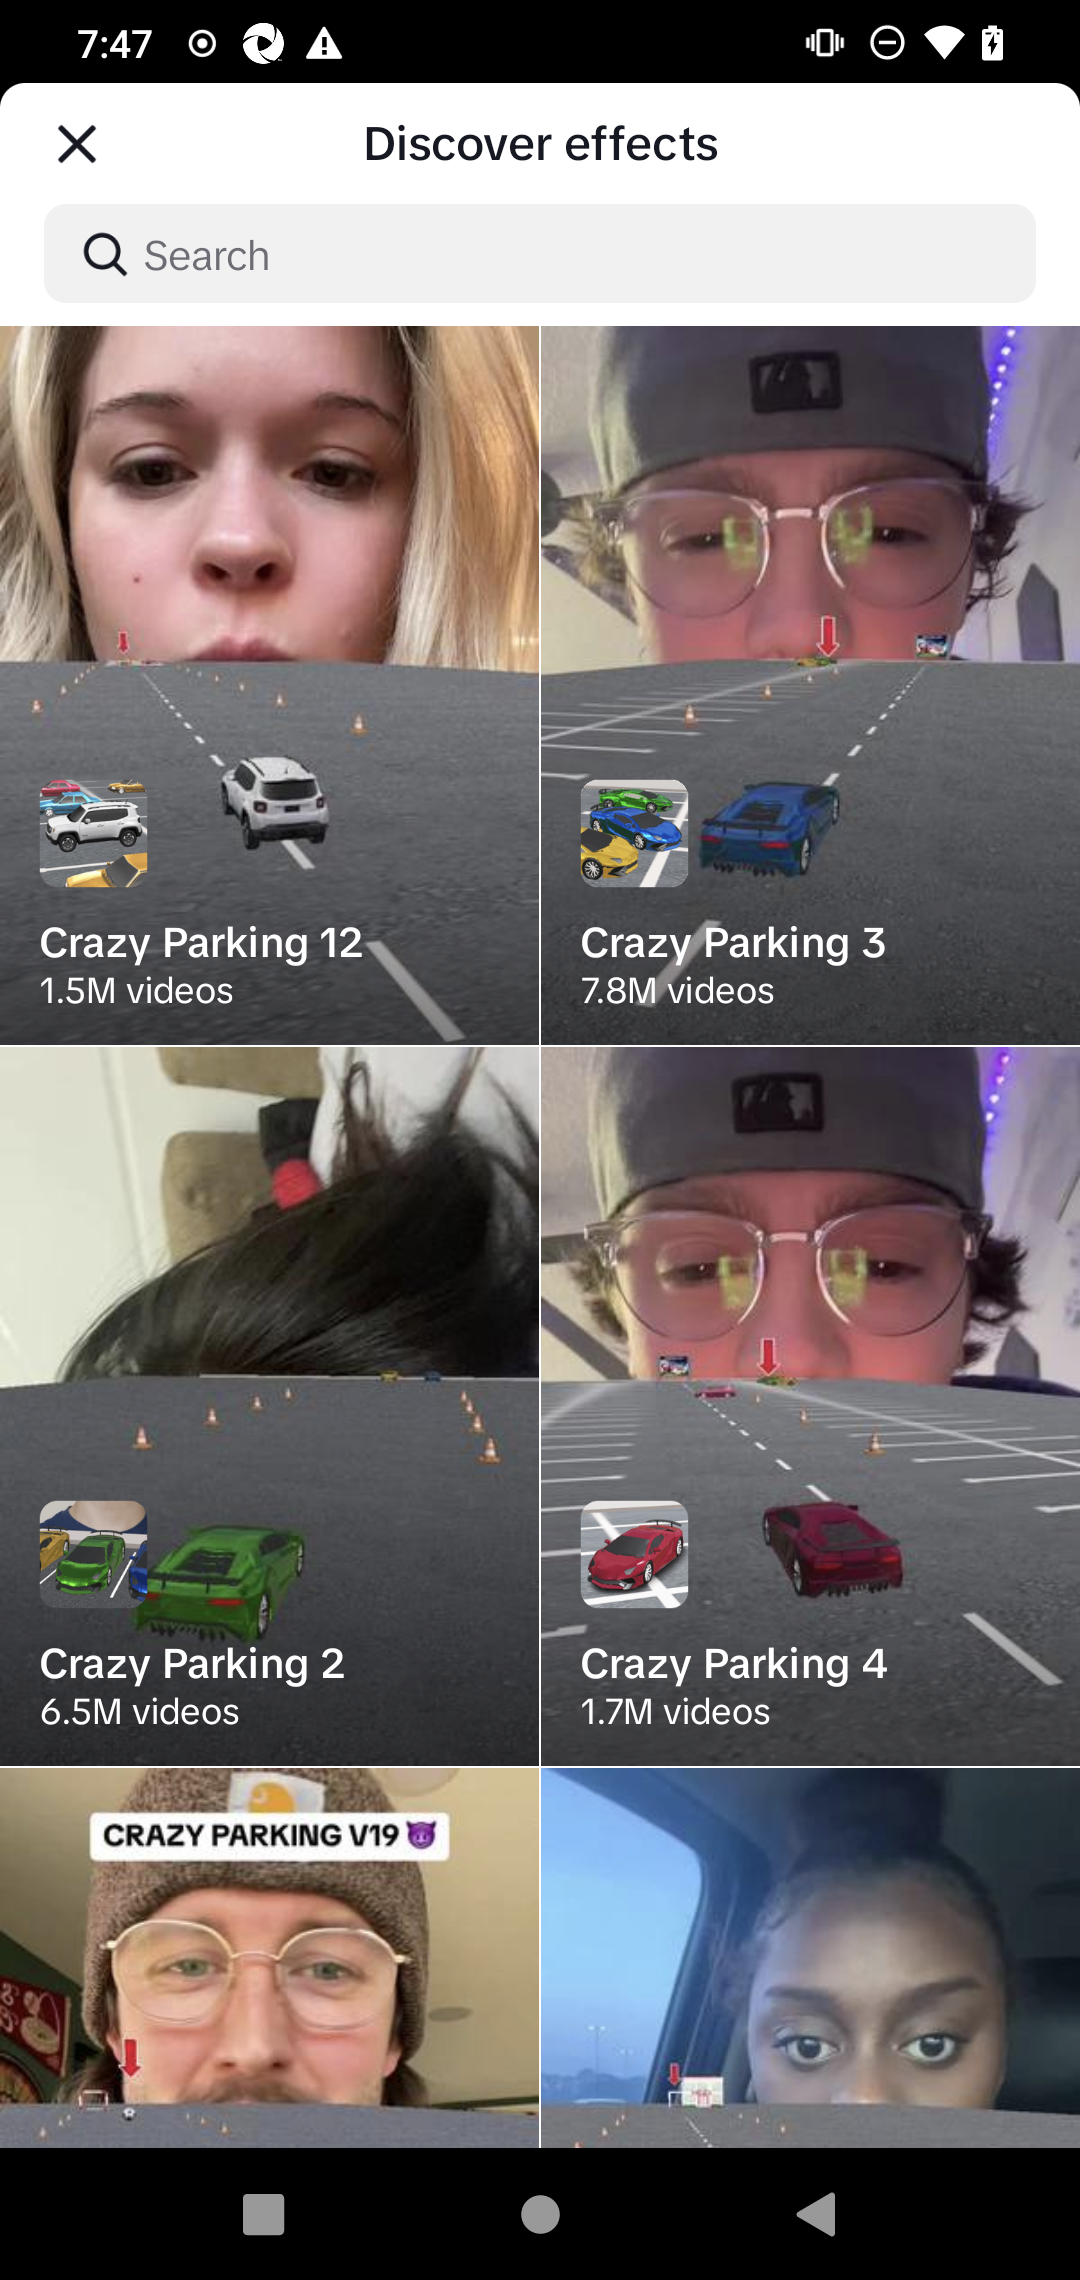 7:47
Discover effects
Search
Crazy Parking 12
1.5M videos
Crazy Parking 3
7.8M videos
Crazy Parking 2
6.5M videos
Crazy Parking 4
1.7M videos
CRAZY PARKING V19 😈